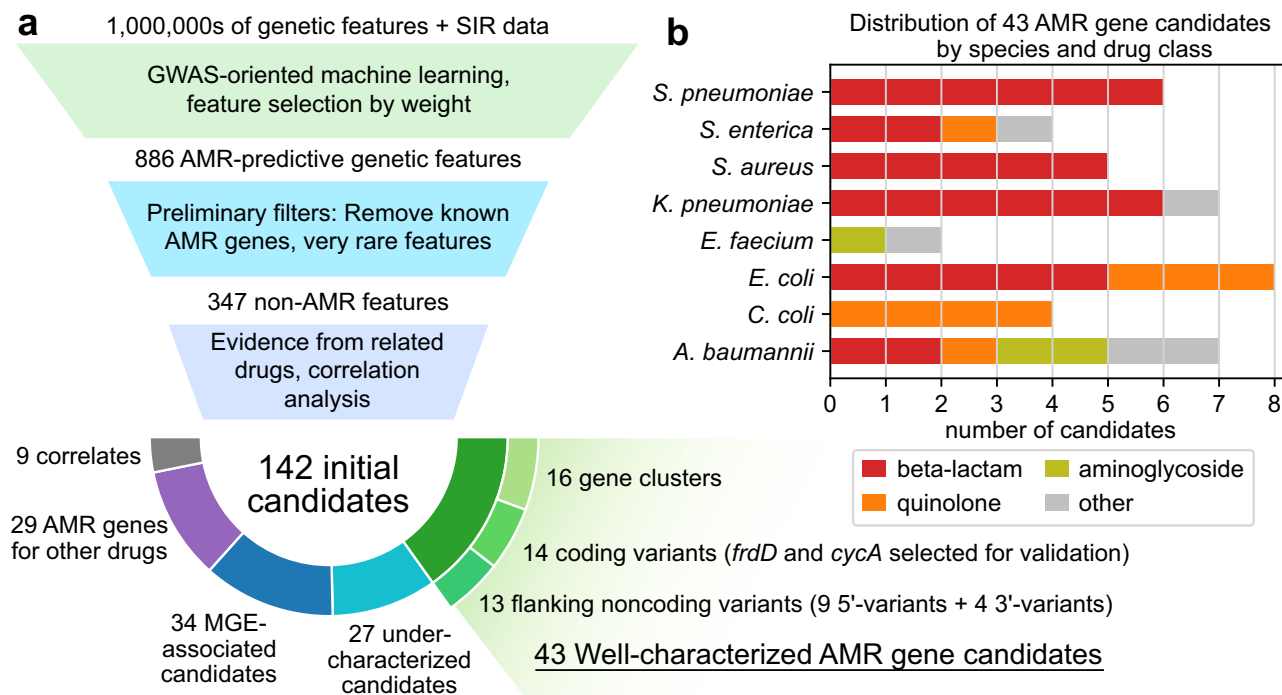 a
1,000,000s of genetic features + SIR data
GWAS-oriented machine learning,
feature selection by weight
886 AMR-predictive genetic features
Preliminary filters: Remove known
AMR genes, very rare features
347 non-AMR features
Evidence from related
drugs, correlation
analysis
142 initial
candidates
9 correlates
29 AMR genes
for other drugs
34 MGE-
associated
candidates
27 under-
characterized
candidates
16 gene clusters
14 coding variants (frdD and cycA selected for validation)
13 flanking noncoding variants (9 5'-variants + 4 3'-variants)
43 Well-characterized AMR gene candidates
b
Distribution of 43 AMR gene candidates
by species and drug class
S. pneumoniae
S. enterica
S. aureus
K. pneumoniae
E. faecium
E. coli
C. coli
A. baumannii
0 1 2 3 4 5 6 7 8
number of candidates
beta-lactam
quinolone
aminoglycoside
other